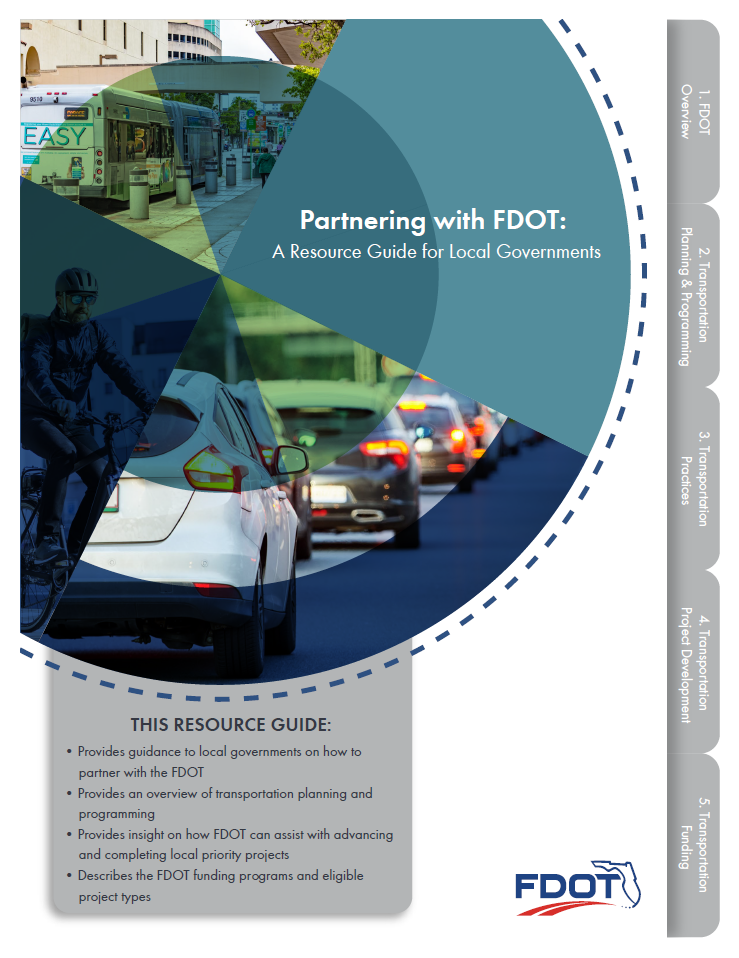 9510
EASY
Partnering with FDOT:
A Resource Guide for Local Governments
1. FDOT
Overview
2. Transportation
Planning & Programming
3. Transportation
Practices
4. Transportation
Project Development
5. Transportation
Funding
THIS RESOURCE GUIDE:
• Provides guidance to local governments on how to
partner with the FDOT
• Provides an overview of transportation planning and
programming
• Provides insight on how FDOT can assist with advancing
and completing local priority projects
• Describes the FDOT funding programs and eligible
project types
FDOT